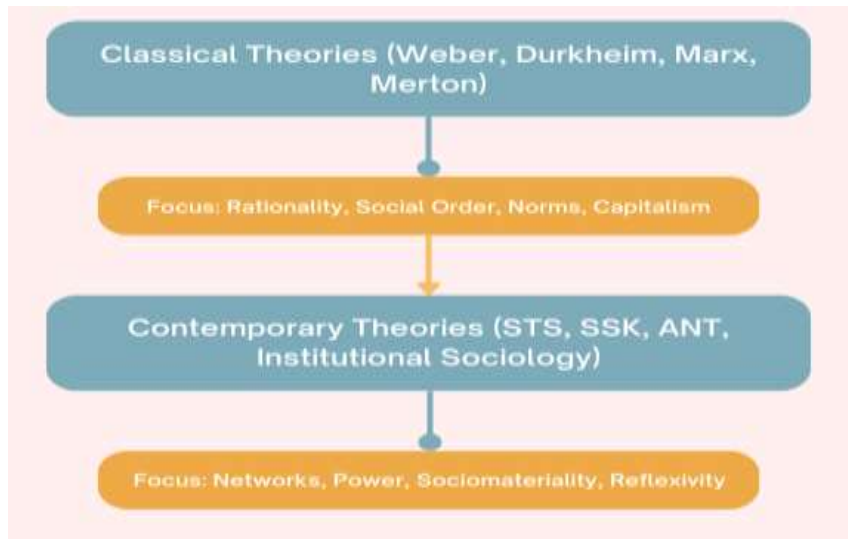 Classical Theories (Weber, Durkheim, Marx,
Merton)
Focus: Rationality, Social Order, Norms, Capitalism
Contemporary Theories (STS, SSK, ANT,
Institutional Sociology)
Focus: Networks, Power, Sociomateriality, Reflexivity